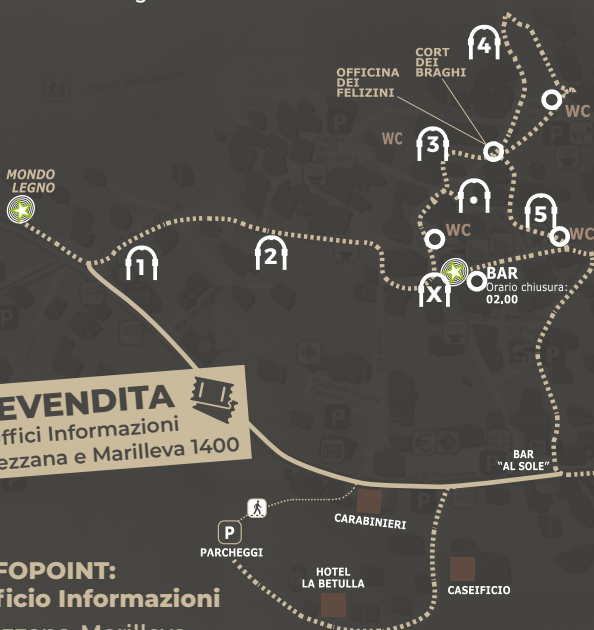 4
CORT
DEI
BRAGHI
OFFICINA
DEI
FELIZINI
WC
WC
3
MONDO
LEGNO
5
WC
WC
1
2
X
BAR
Orario chiusura:
02,00
EVENDITA
ffici Informazioni
ezzana e Marilleva 1400
BAR
“AL SOLE”
CARABINIERI
P
PARCHEGGI
HOTEL
LA BETULLA
CASEIFICIO
FOPOINT:
ficio Informazioni